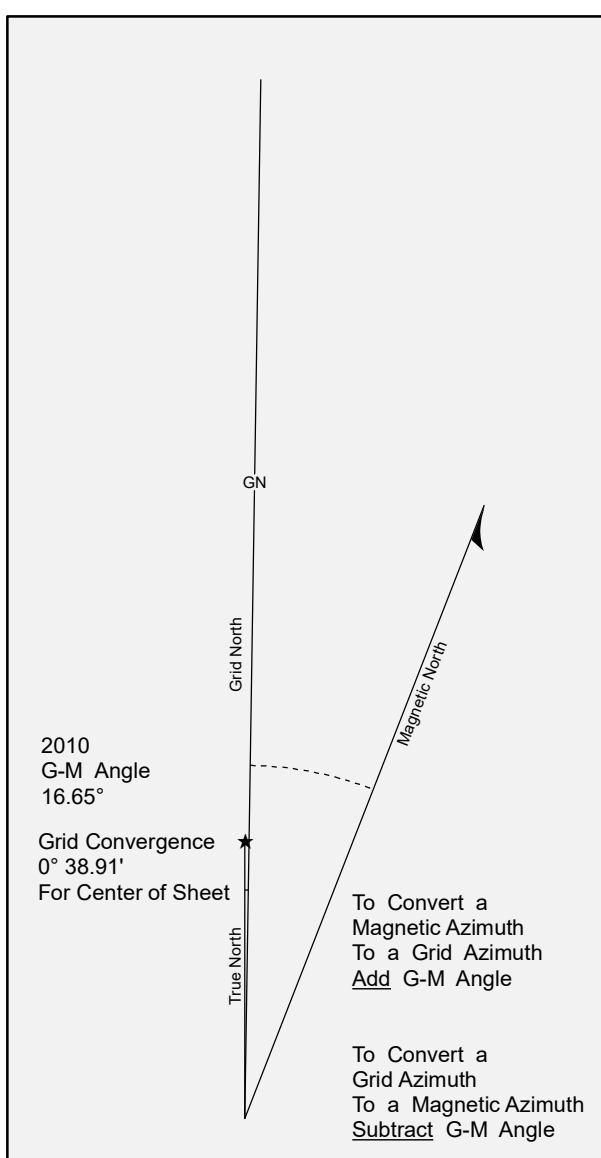 GN
Grid North
Magnetic North
2010
G-M Angle
16.65°
Grid Convergence
0° 38.91'
For Center of Sheet
True North
To Convert a
Magnetic Azimuth
To a Grid Azimuth
Add G-M Angle
To Convert a
Grid Azimuth
To a Magnetic Azimuth
Subtract G-M Angle